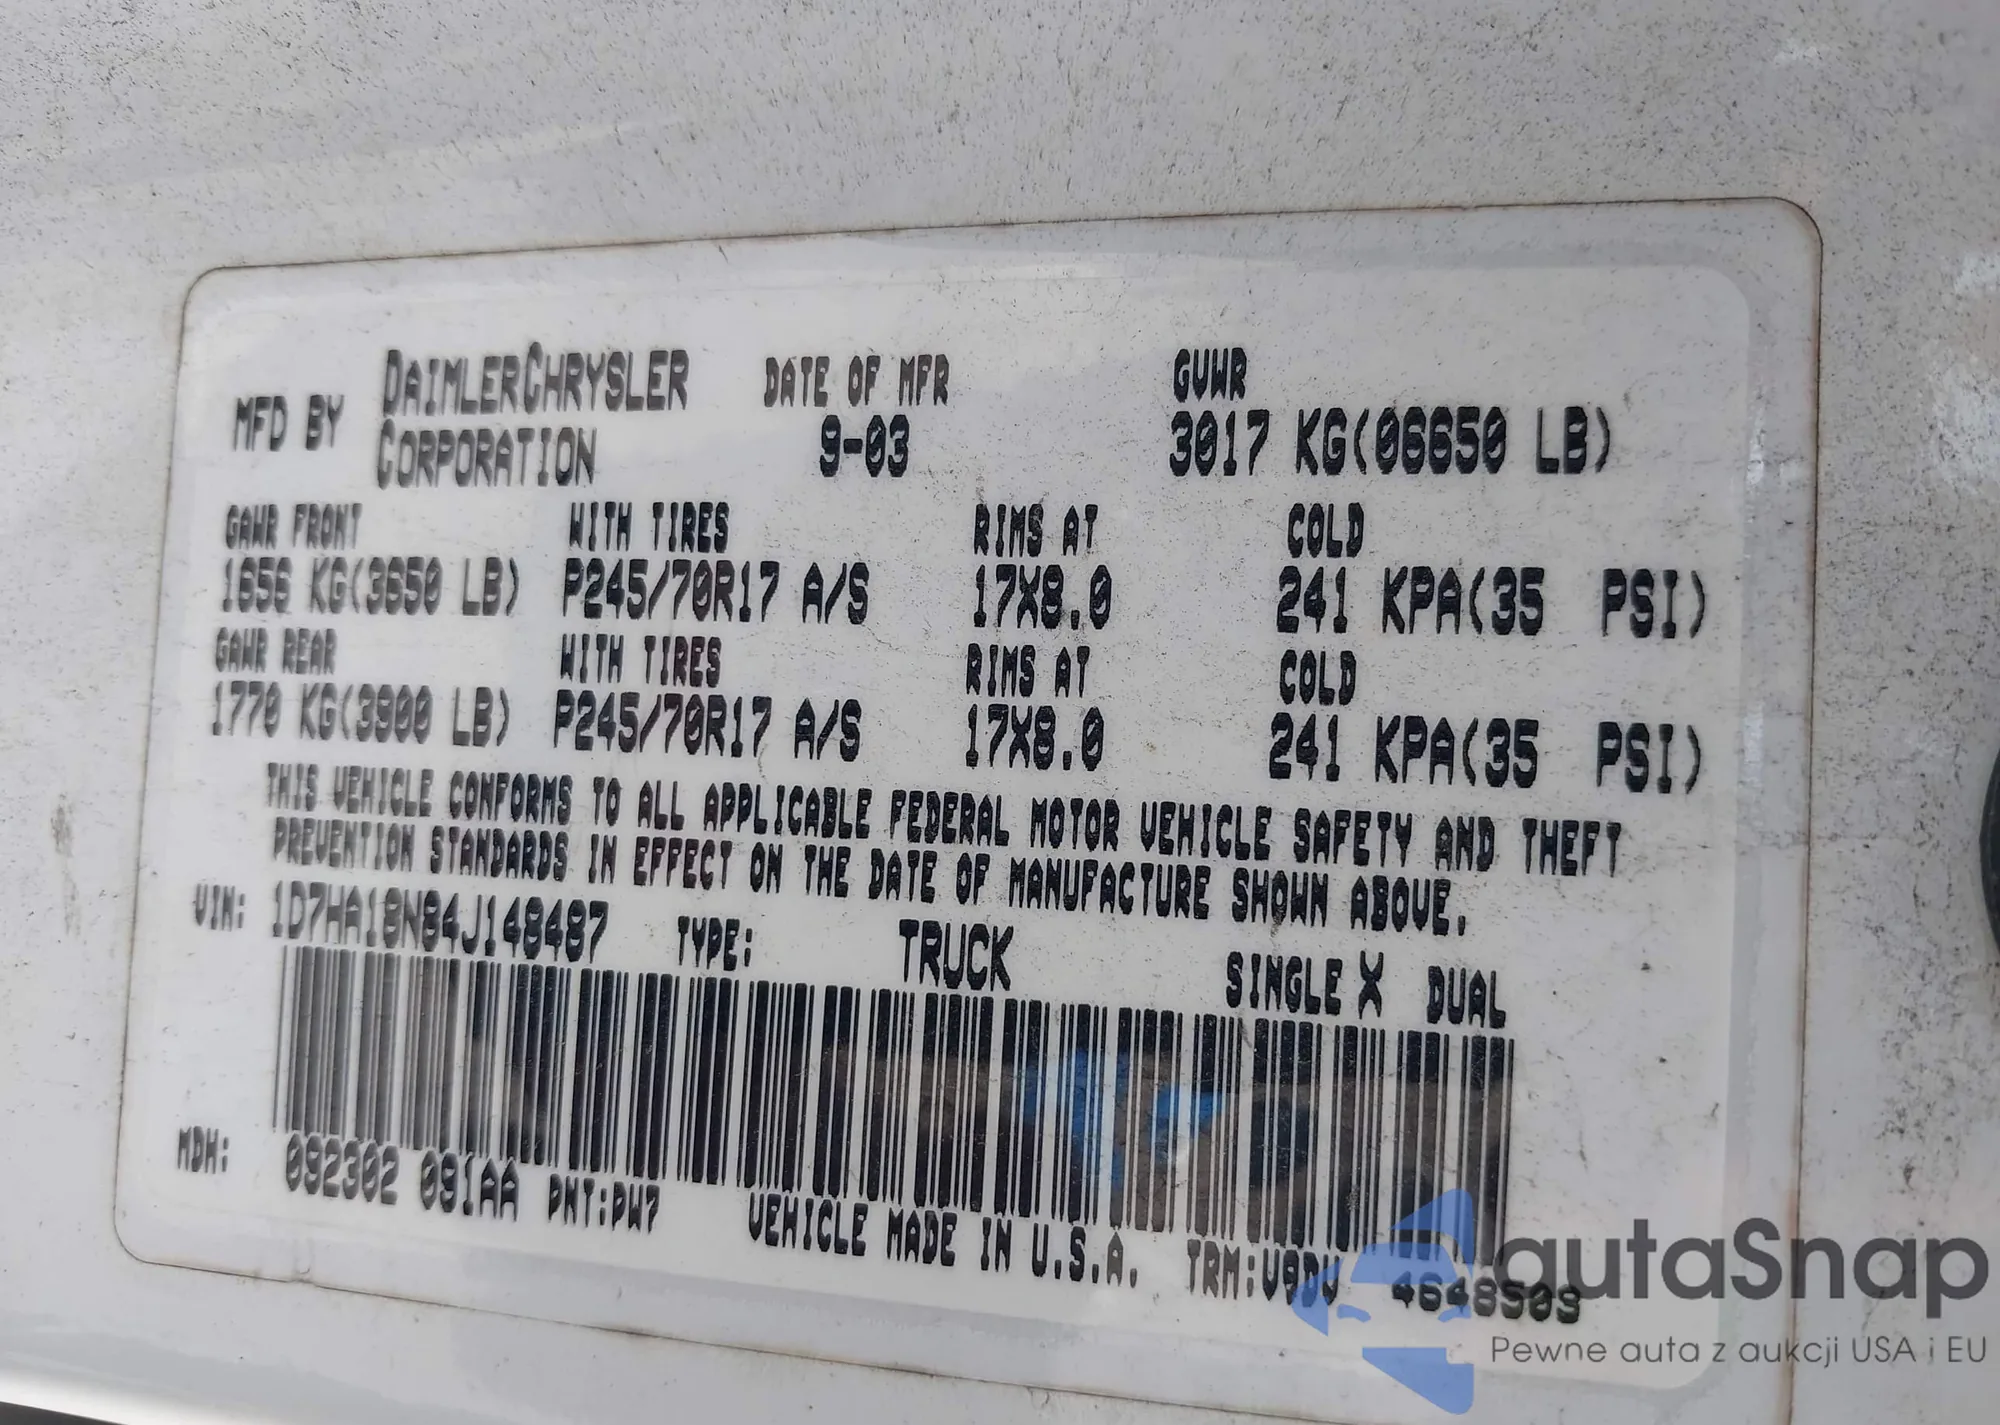 MFD BY DAIMLERCHRYSLER CORPORATION DATE OF MFR 9-03 GVWR 3017 KG(06650 LB)
GAWR FRONT WITH TIRES RIMS AT COLD
1656 KG(3650 LB) P245/70R17 A/S 17X8.0 241 KPA(35 PSI)
GAWR REAR WITH TIRES RIMS AT COLD
1770 KG(3900 LB) P245/70R17 A/S 17X8.0 241 KPA(35 PSI)
THIS VEHICLE CONFORMS TO ALL APPLICABLE FEDERAL MOTOR VEHICLE SAFETY AND THEFT
PREVENTION STANDARDS IN EFFECT ON THE DATE OF MANUFACTURE SHOWN ABOVE.
VIN: 1D7HA18N84J148487 TYPE: TRUCK SINGLE X DUAL
MDH: 092302 091AA PNT:PW7 VEHICLE MADE IN U.S.A. TRM:V9DV 4648509
autaSnap
Pewne auta z aukcji USA i EU